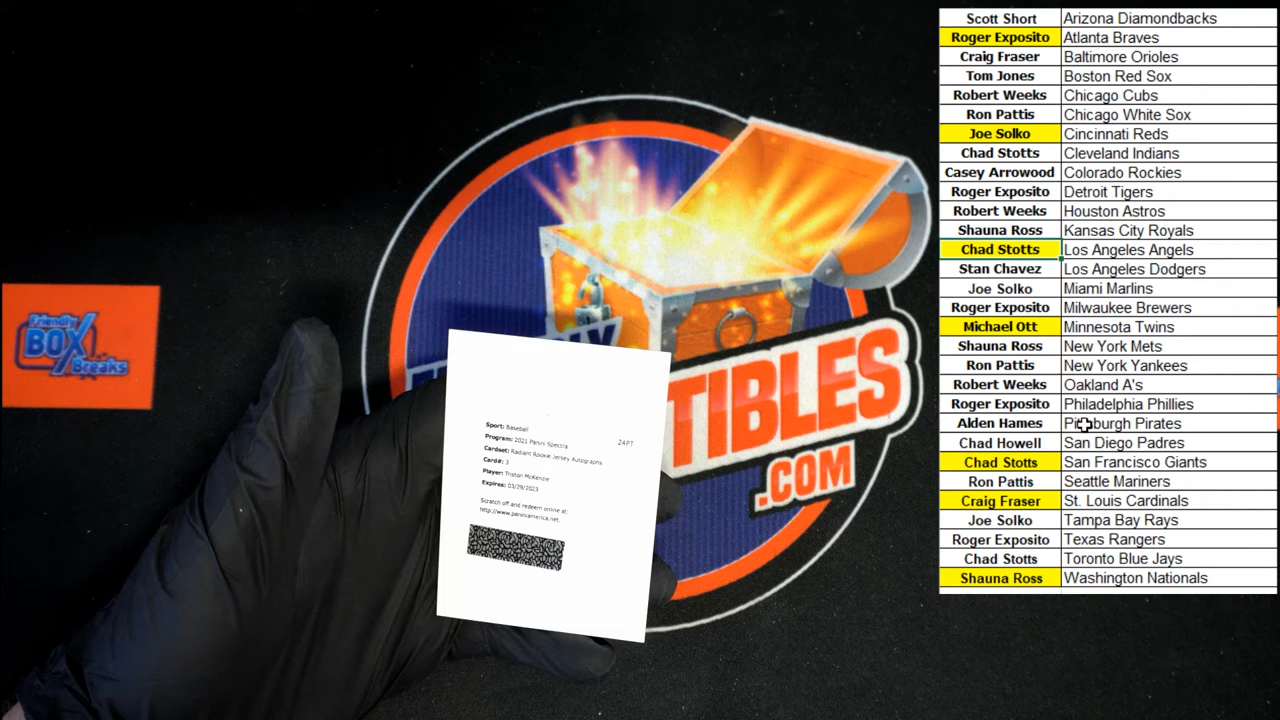 Scott Short Arizona Diamondbacks
Roger Exposito Atlanta Braves
Craig Fraser Baltimore Orioles
Tom Jones Boston Red Sox
Robert Weeks Chicago Cubs
Ron Pattis Chicago White Sox
Joe Solko Cincinnati Reds
Chad Stotts Cleveland Indians
Casey Arrowood Colorado Rockies
Roger Exposito Detroit Tigers
Robert Weeks Houston Astros
Shauna Ross Kansas City Royals
Chad Stotts Los Angeles Angels
Stan Chavez Los Angeles Dodgers
Joe Solko Miami Marlins
Roger Exposito Milwaukee Brewers
Michael Ott Minnesota Twins
Shauna Ross New York Mets
Ron Pattis New York Yankees
Robert Weeks Oakland A's
Roger Exposito Philadelphia Phillies
Alden Hames Pittsburgh Pirates
Chad Howell San Diego Padres
Chad Stotts San Francisco Giants
Ron Pattis Seattle Mariners
Craig Fraser St. Louis Cardinals
Joe Solko Tampa Bay Rays
Roger Exposito Texas Rangers
Chad Stotts Toronto Blue Jays
Shauna Ross Washington Nationals
Friendly
BOX
Breaks
TIBLES
.COM
Sport: Baseball
Program: 2021 Panini Spectra 24PT
Cardset: Radiant Rookie Jersey Autographs
Card#: 3
Player: Triston McKenzie
Expires: 03/29/2023
Scratch off and redeem online at:
http://www.paniniamerica.net.